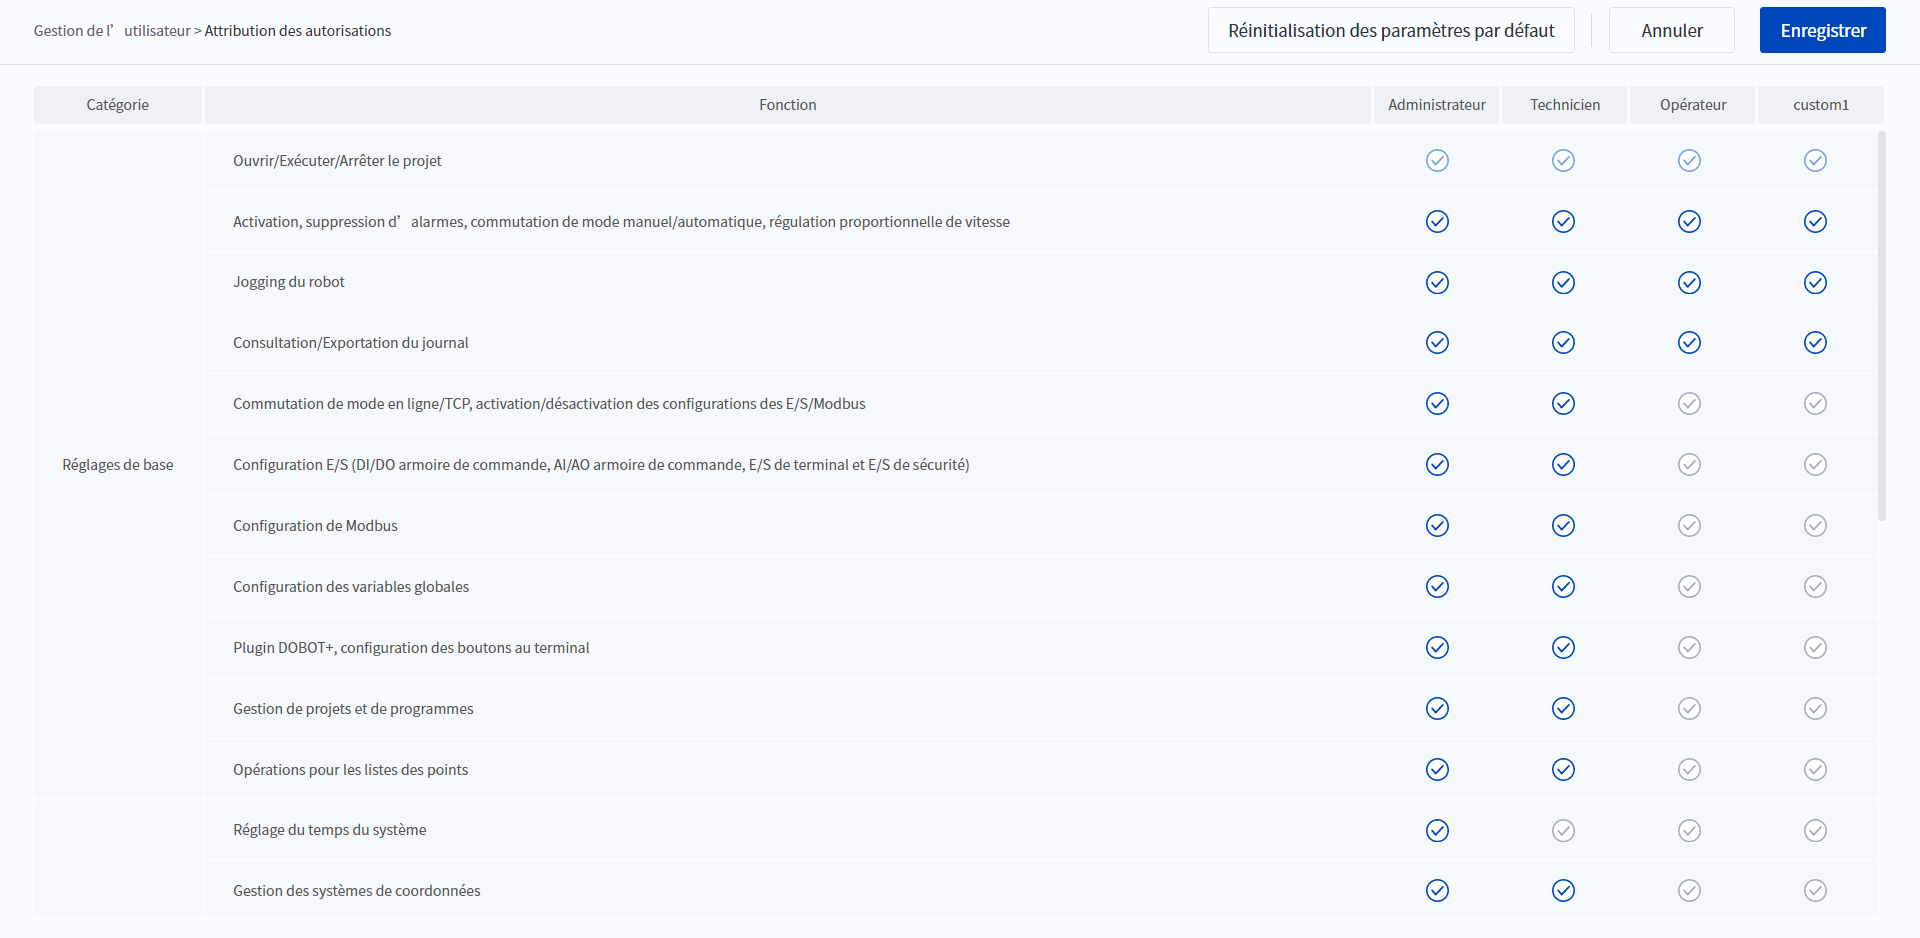 Gestion de l’utilisateur > Attribution des autorisations
Réinitialisation des paramètres par défaut
Annuler
Enregistrer
Catégorie
Fonction
Administrateur
Technicien
Opérateur
custom1
Ouvrir/Exécuter/Arrêter le projet
Activation, suppression d’alarmes, commutation de mode manuel/automatique, régulation proportionnelle de vitesse
Jogging du robot
Consultation/Exportation du journal
Commutation de mode en ligne/TCP, activation/désactivation des configurations des E/S/Modbus
Réglages de base
Configuration E/S (DI/DO armoire de commande, AI/AO armoire de commande, E/S de terminal et E/S de sécurité)
Configuration de Modbus
Configuration des variables globales
Plugin DOBOT+, configuration des boutons au terminal
Gestion de projets et de programmes
Opérations pour les listes des points
Réglage du temps du système
Gestion des systèmes de coordonnées